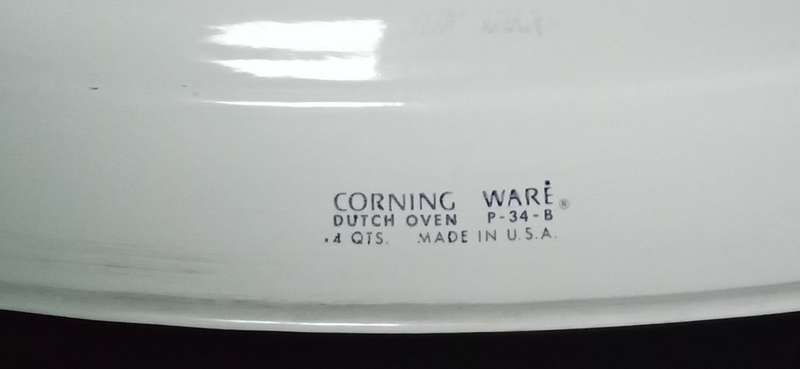 CORNING WARE®
DUTCH OVEN P-34-B
4 QTS. MADE IN U.S.A.